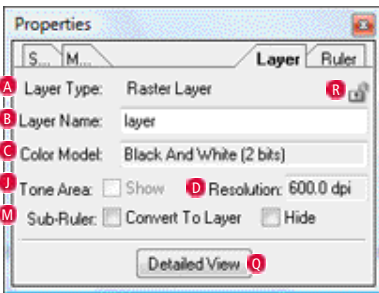 Properties
S... M... Layer Ruler
A Layer Type: Raster Layer R
B Layer Name: layer
C Color Model: Black And White (2 bits)
J Tone Area: Show D Resolution: 600.0 dpi
M Sub-Ruler: Convert To Layer Hide
Detailed View Q